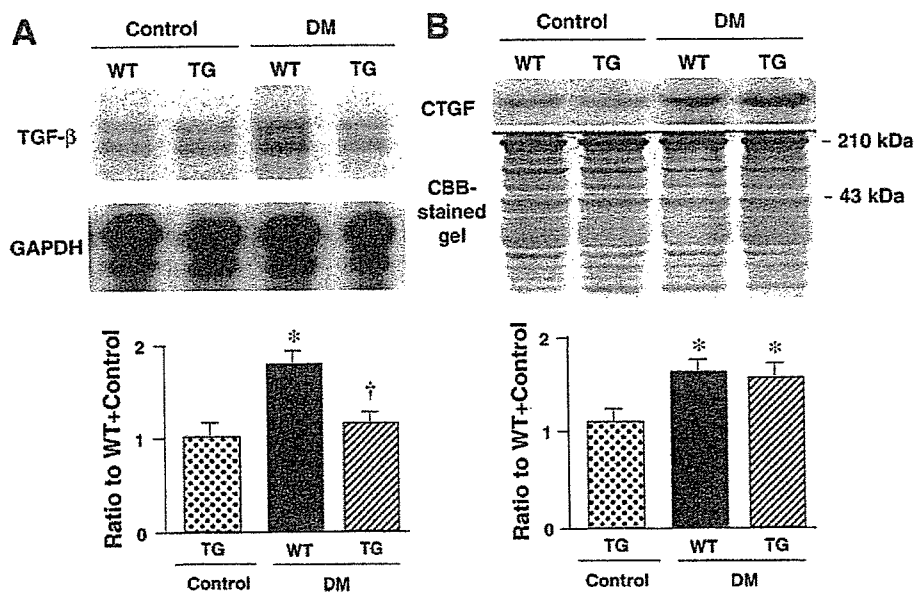 A
Control DM
WT TG WT TG
TGF-β
GAPDH
Ratio to WT+Control
2
1
0
*
†
TG WT TG
Control DM
B
Control DM
WT TG WT TG
CTGF
CBB-
stained
gel
- 210 kDa
- 43 kDa
Ratio to WT+Control
2
1
0
* *
TG WT TG
Control DM